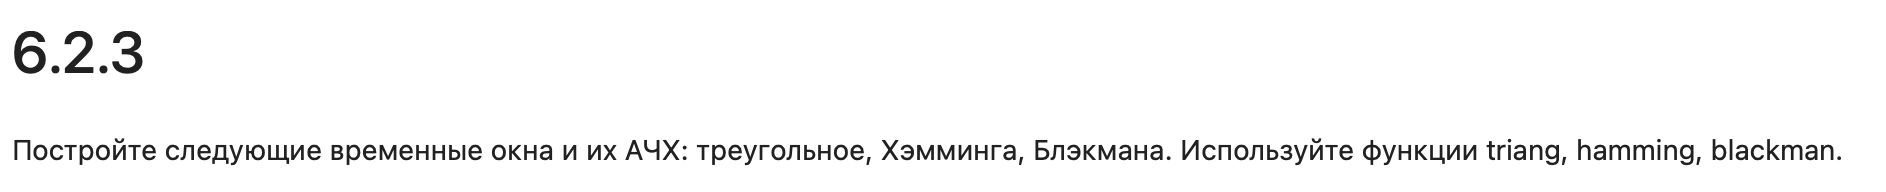 6.2.3
Постройте следующие временные окна и их АЧХ: треугольное, Хэмминга, Блэкмана. Используйте функции triang, hamming, blackman.